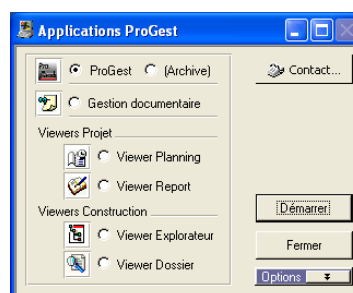 Applications ProGest
ProGest (Archive) Contact...
Gestion documentaire
Viewers Projet
Viewer Planning
Viewer Report
Démarrer
Viewers Construction
Viewer Explorateur
Fermer
Viewer Dossier
Options